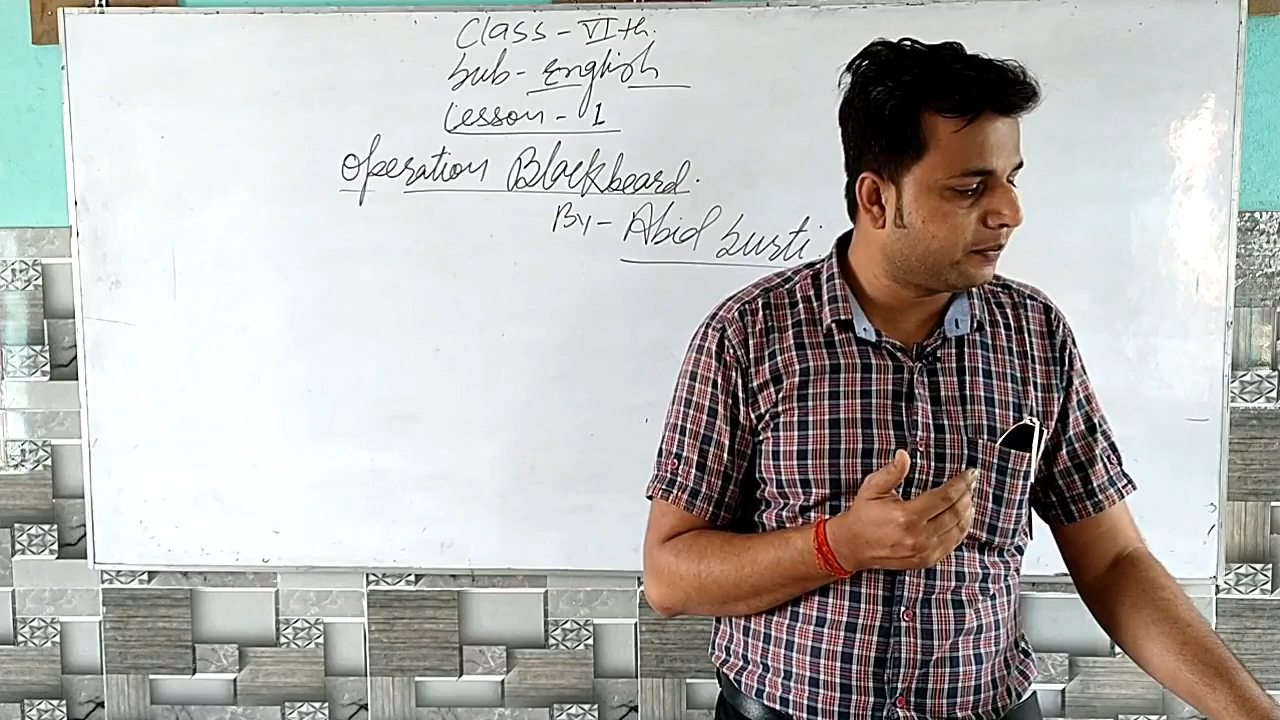 Class - VIth.
Sub - English
Lesson - 1
Operation Blackbeard.
By - Abid Surti